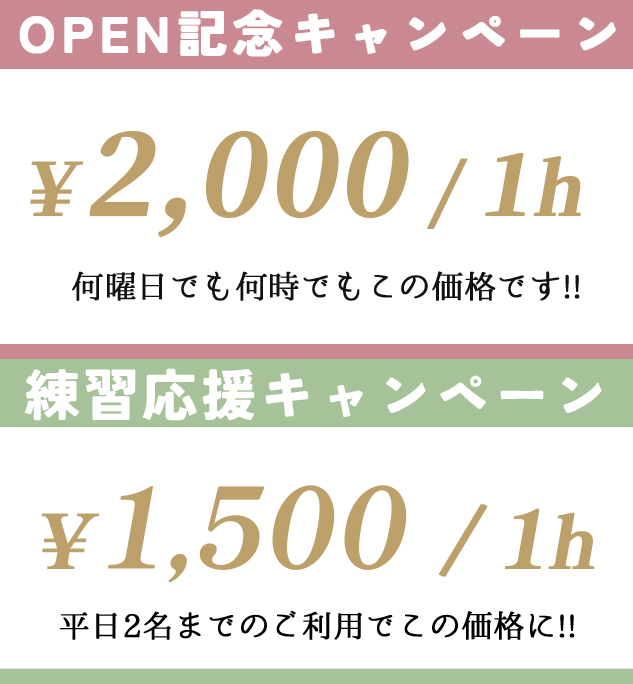 OPEN記念キャンペーン
¥2,000 / 1h
何曜日でも何時でもこの価格です!!
練習応援キャンペーン
¥1,500 / 1h
平日2名までのご利用でこの価格に!!